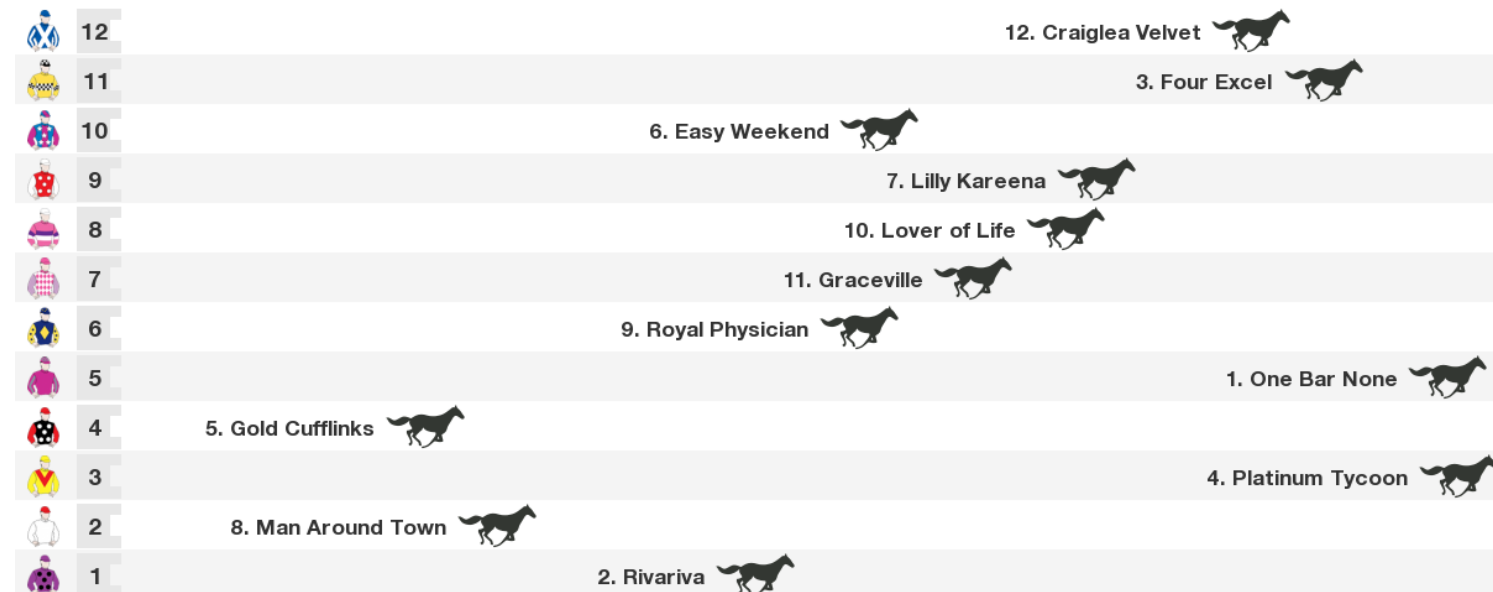 12 12. Craiglea Velvet
11 3. Four Excel
10 6. Easy Weekend
9 7. Lilly Kareena
8 10. Lover of Life
7 11. Graceville
6 9. Royal Physician
5 1. One Bar None
4 5. Gold Cufflinks
3 4. Platinum Tycoon
2 8. Man Around Town
1 2. Rivariva